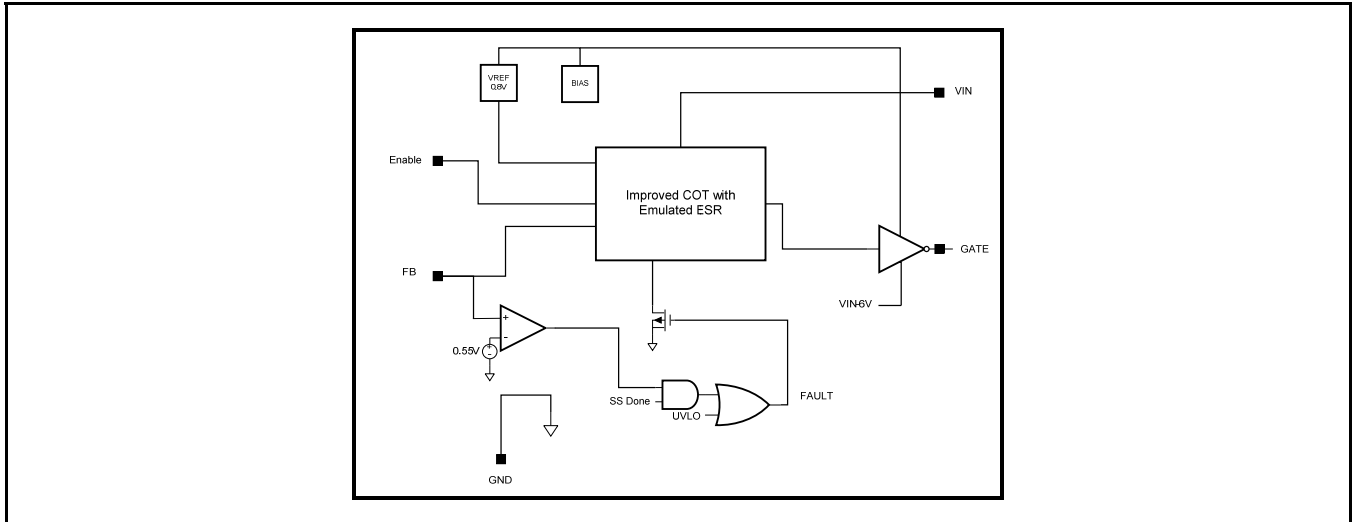 VREF
0.8V
BIAS
VIN
Enable
Improved COT with
Emulated ESR
GATE
FB
VIN-6V
+
-
0.55V
+
-
SS Done
UVLO
FAULT
GND